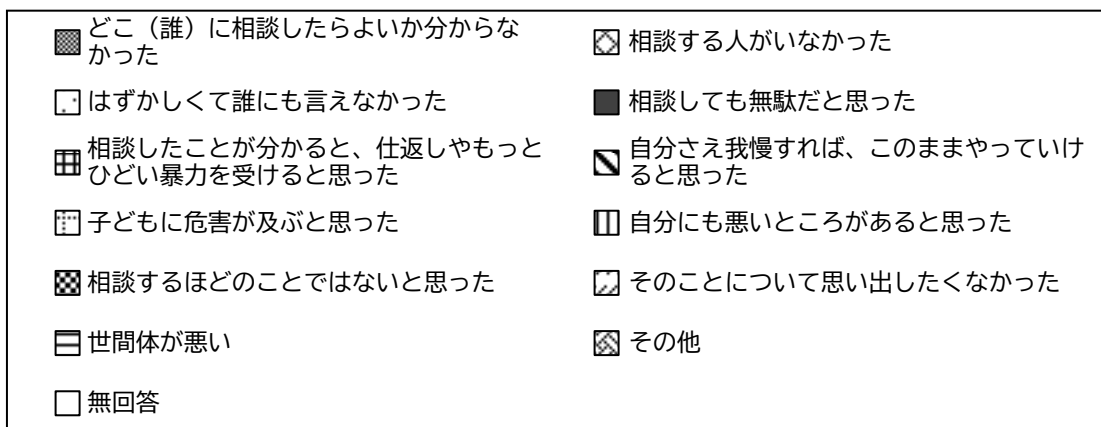 どこ（誰）に相談したらよいか分からな
かった
相談する人がいなかった
はずかしくて誰にも言えなかった
相談しても無駄だと思った
相談したことが分かると、仕返しやもっと
ひどい暴力を受けると思った
自分さえ我慢すれば、このままやっていけ
ると思った
子どもに危害が及ぶと思った
自分にも悪いところがあると思った
相談するほどのことではないと思った
そのことについて思い出したくなかった
世間体が悪い
その他
無回答